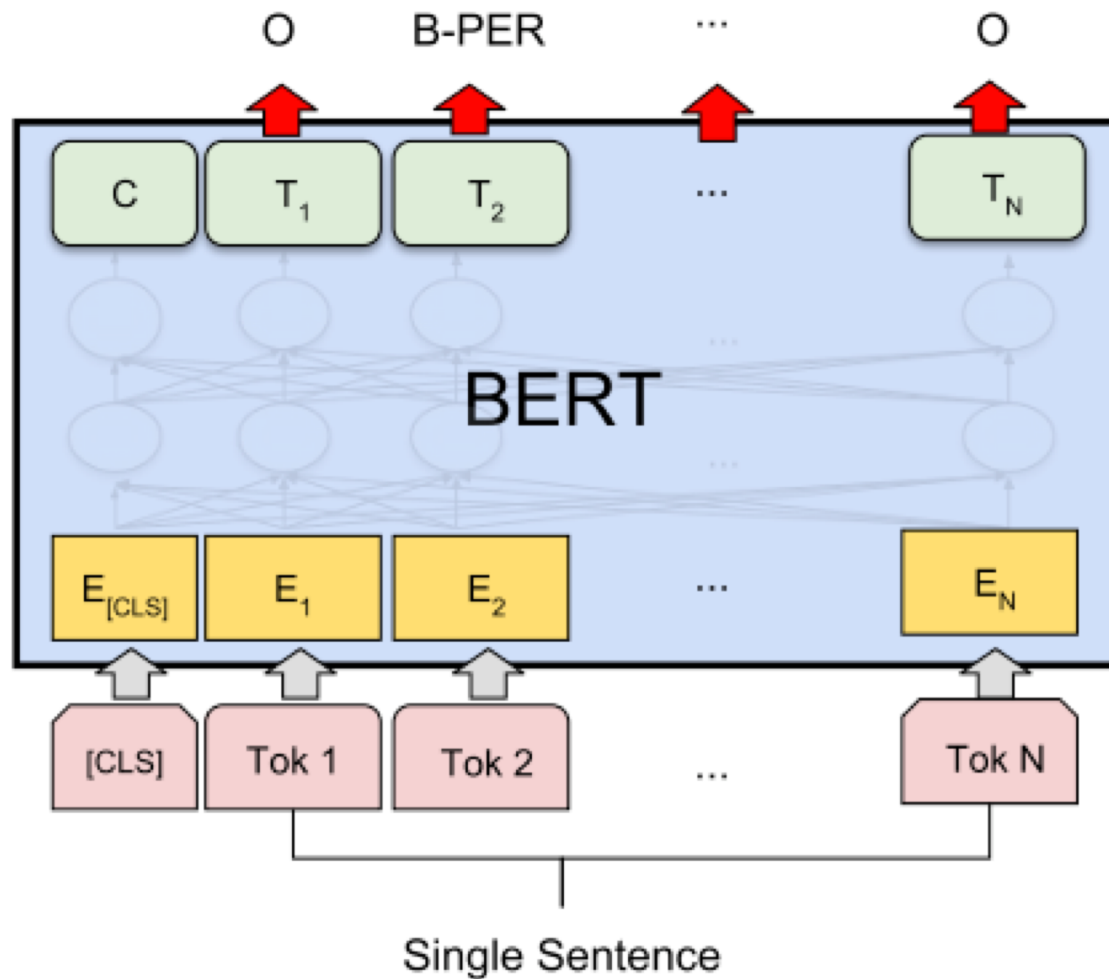 O B-PER ... O
C T1 T2 ... TN
...
BERT
...
E[CLS] E1 E2 ... EN
[CLS] Tok 1 Tok 2 ... Tok N
Single Sentence